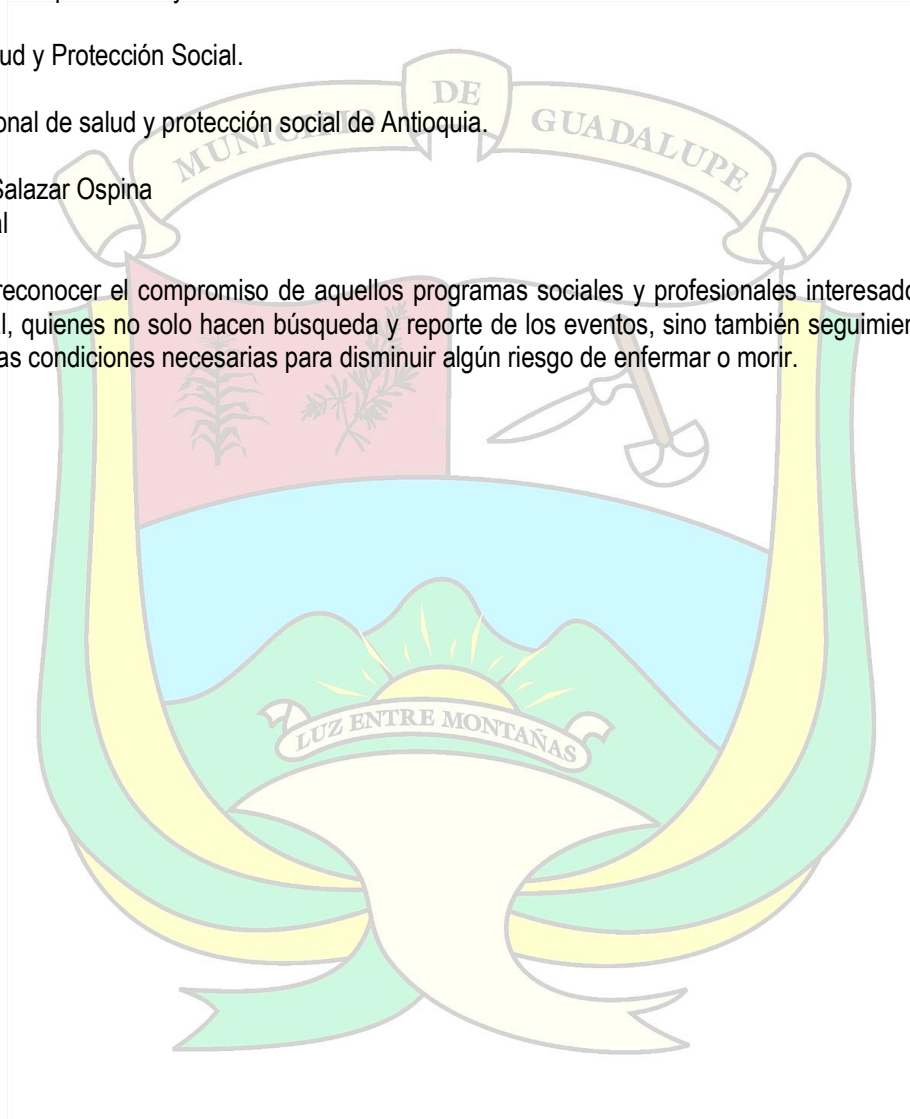 ud y Protección Social.
onal de salud y protección social de Antioquia.
MUNICIPIO DE GUADALUPE
Salazar Ospina
al
reconocer el compromiso de aquellos programas sociales y profesionales interesado
al, quienes no solo hacen búsqueda y reporte de los eventos, sino también seguimien
as condiciones necesarias para disminuir algún riesgo de enfermar o morir.
LUZ ENTRE MONTAÑAS